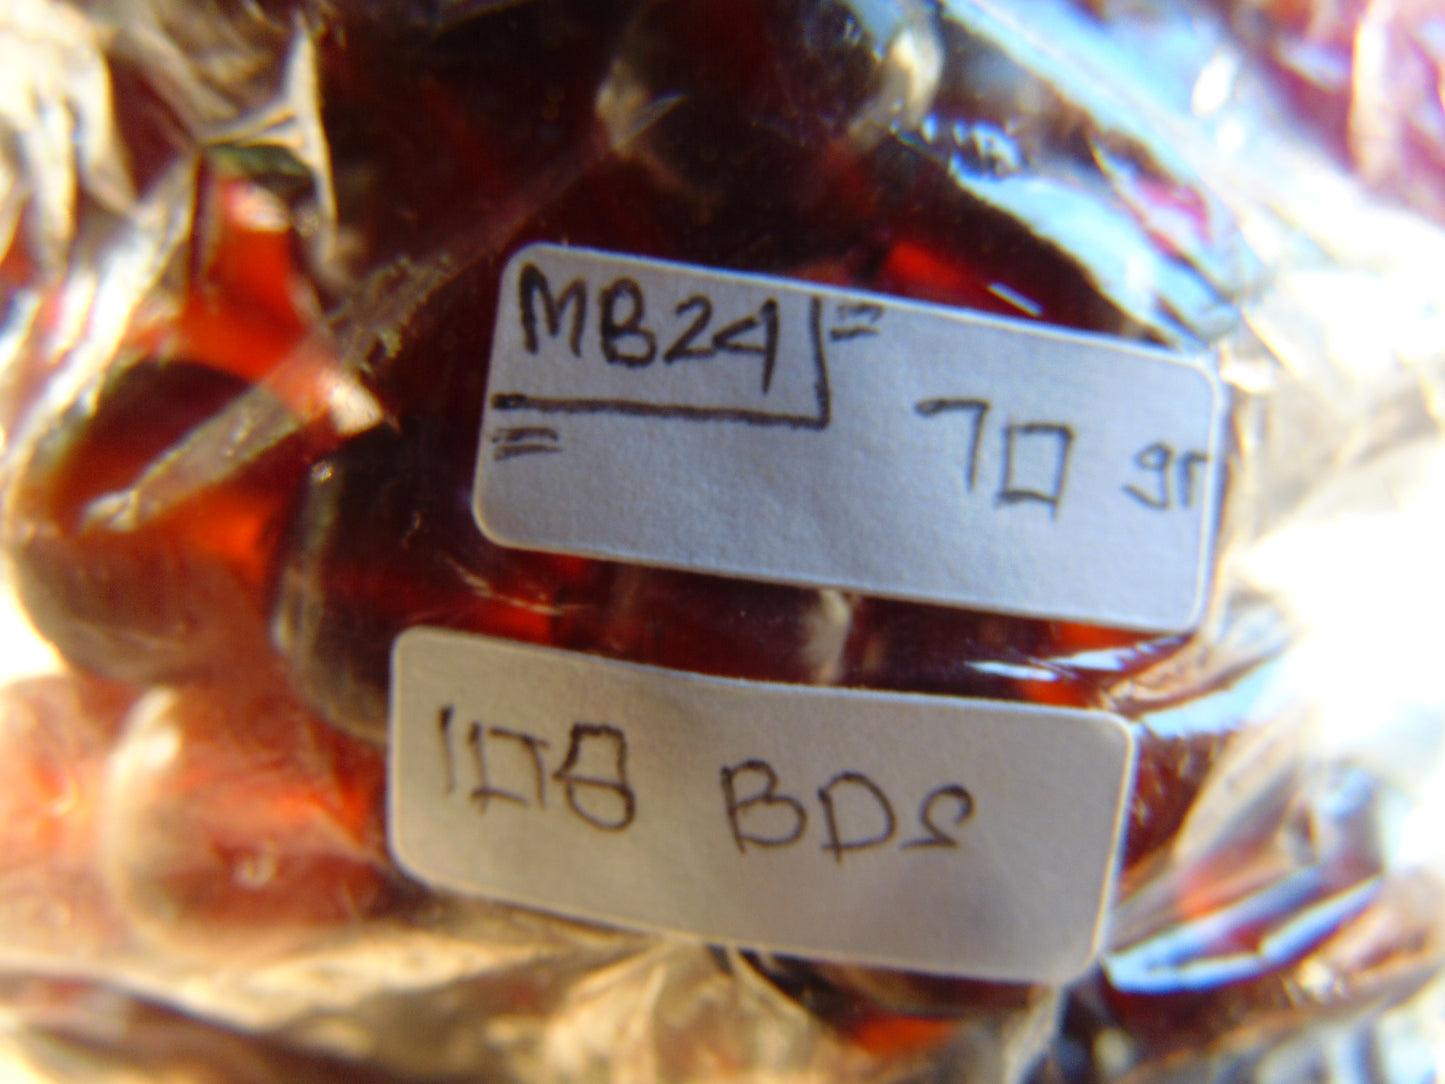 MB24 =
= 70 gr
108 BDS